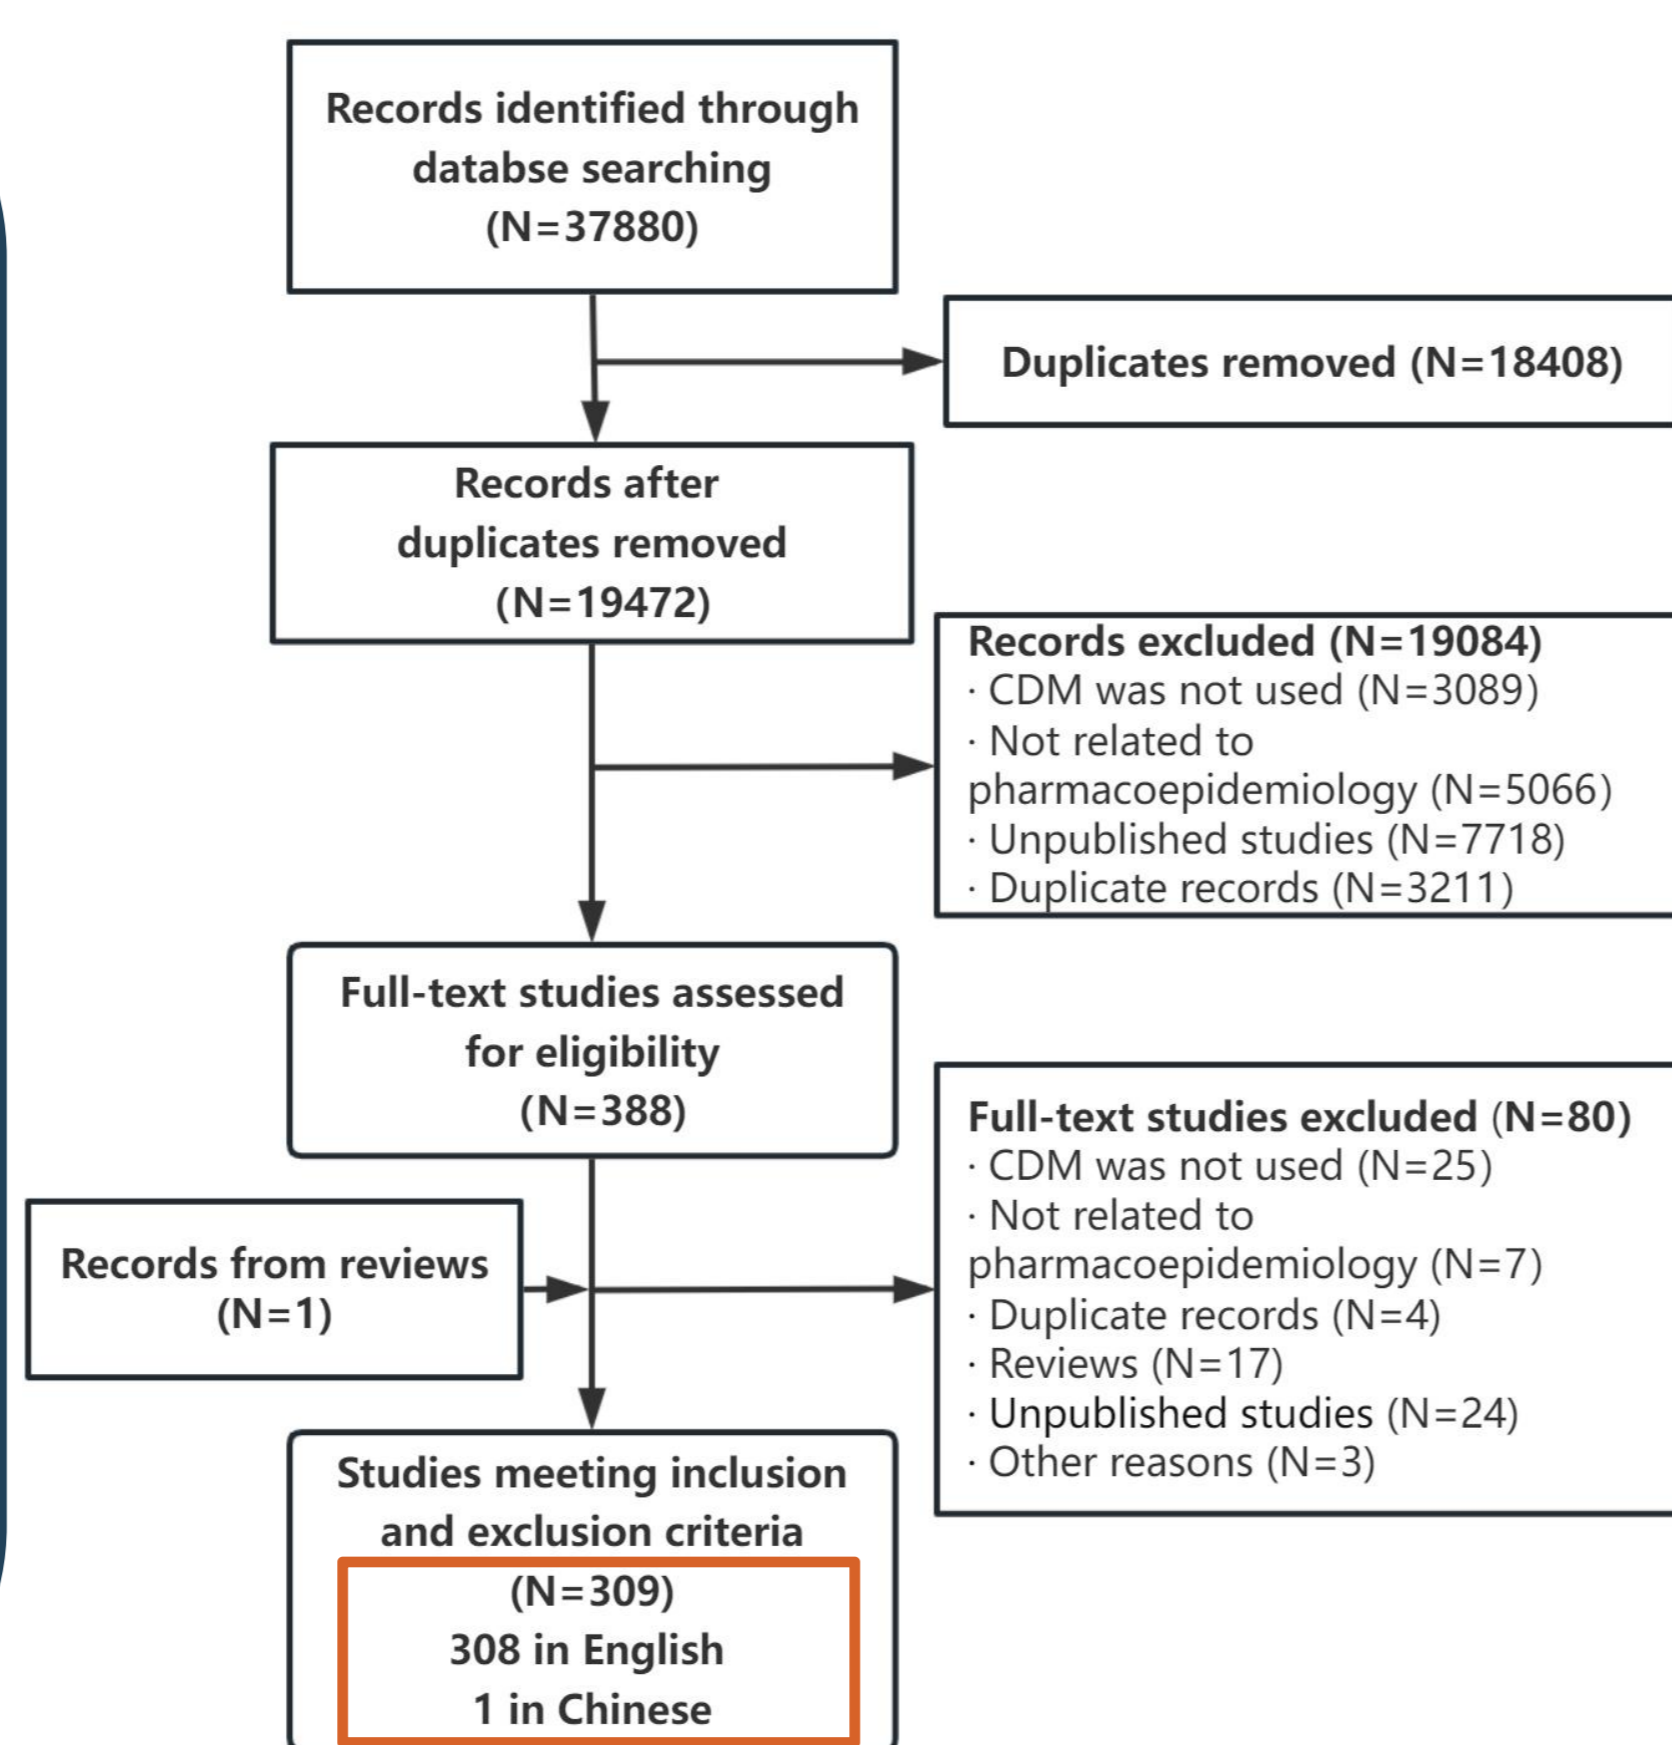 Records identified through
databse searching
(N=37880)
Duplicates removed (N=18408)
Records after
duplicates removed
(N=19472)
Records excluded (N=19084)
· CDM was not used (N=3089)
· Not related to
pharmacoepidemiology (N=5066)
· Unpublished studies (N=7718)
· Duplicate records (N=3211)
Full-text studies assessed
for eligibility
(N=388)
Records from reviews
(N=1)
Full-text studies excluded (N=80)
· CDM was not used (N=25)
· Not related to
pharmacoepidemiology (N=7)
· Duplicate records (N=4)
· Reviews (N=17)
· Unpublished studies (N=24)
· Other reasons (N=3)
Studies meeting inclusion
and exclusion criteria
(N=309)
308 in English
1 in Chinese